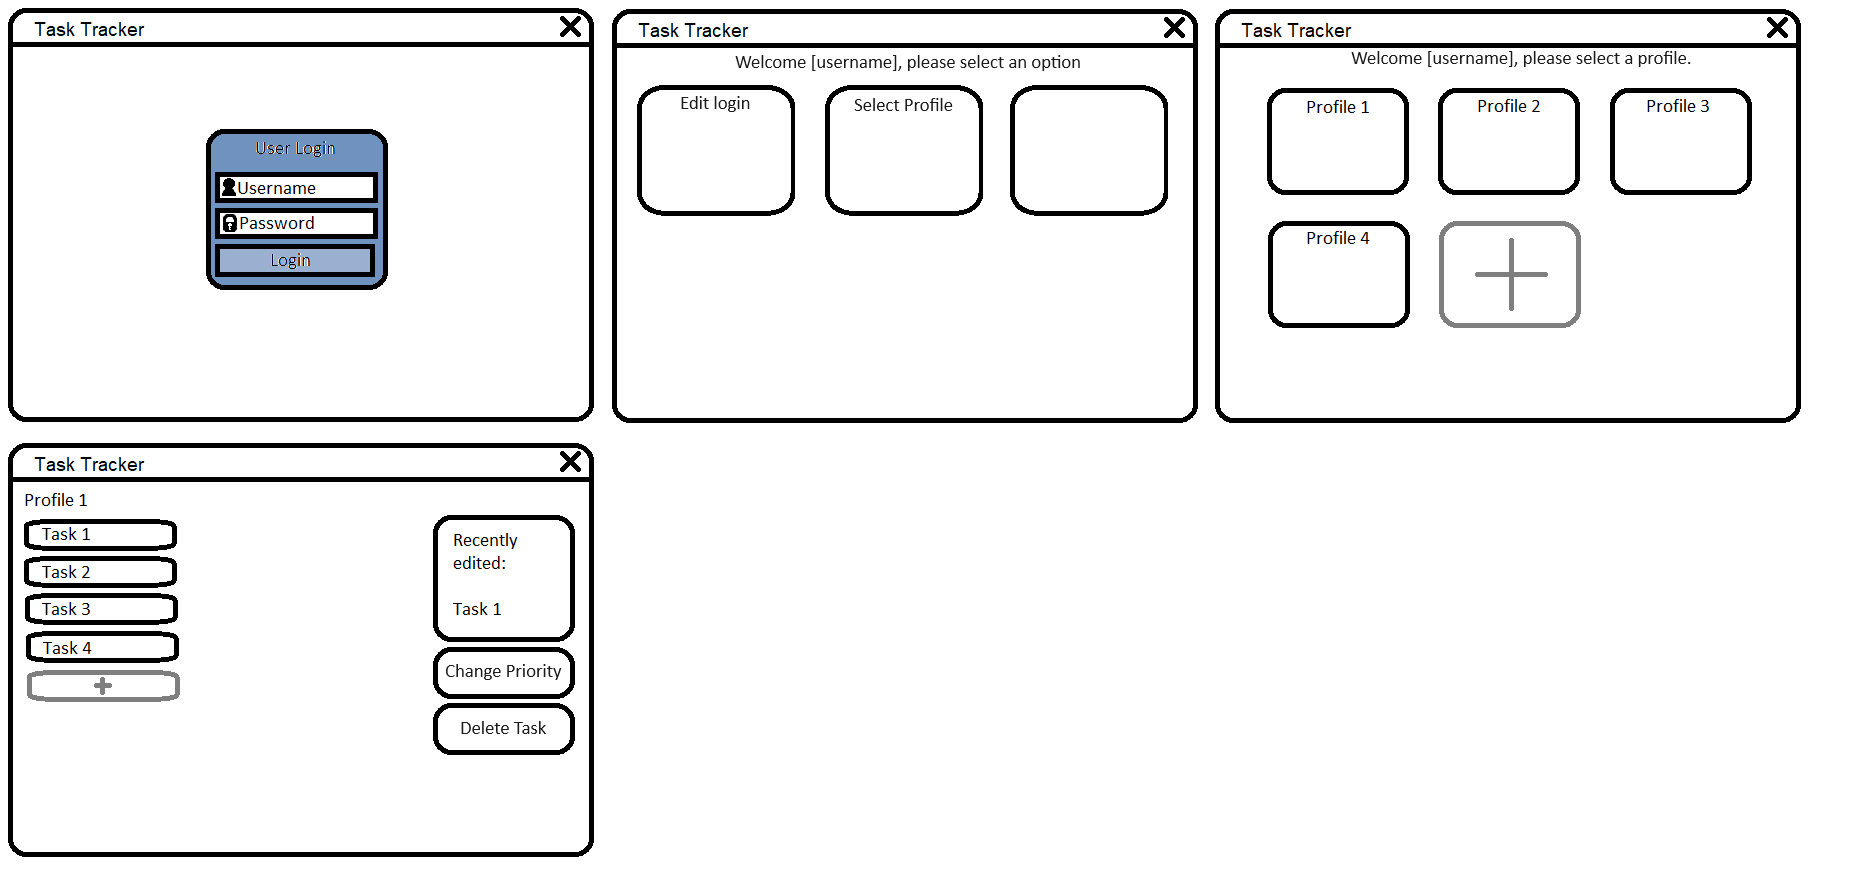 Task Tracker
User Login
Username
Password
Login
Task Tracker
Welcome [username], please select an option
Edit login
Select Profile
Task Tracker
Welcome [username], please select a profile.
Profile 1
Profile 2
Profile 3
Profile 4
Task Tracker
Profile 1
Task 1
Task 2
Task 3
Task 4
Recently
edited:
Task 1
Change Priority
Delete Task